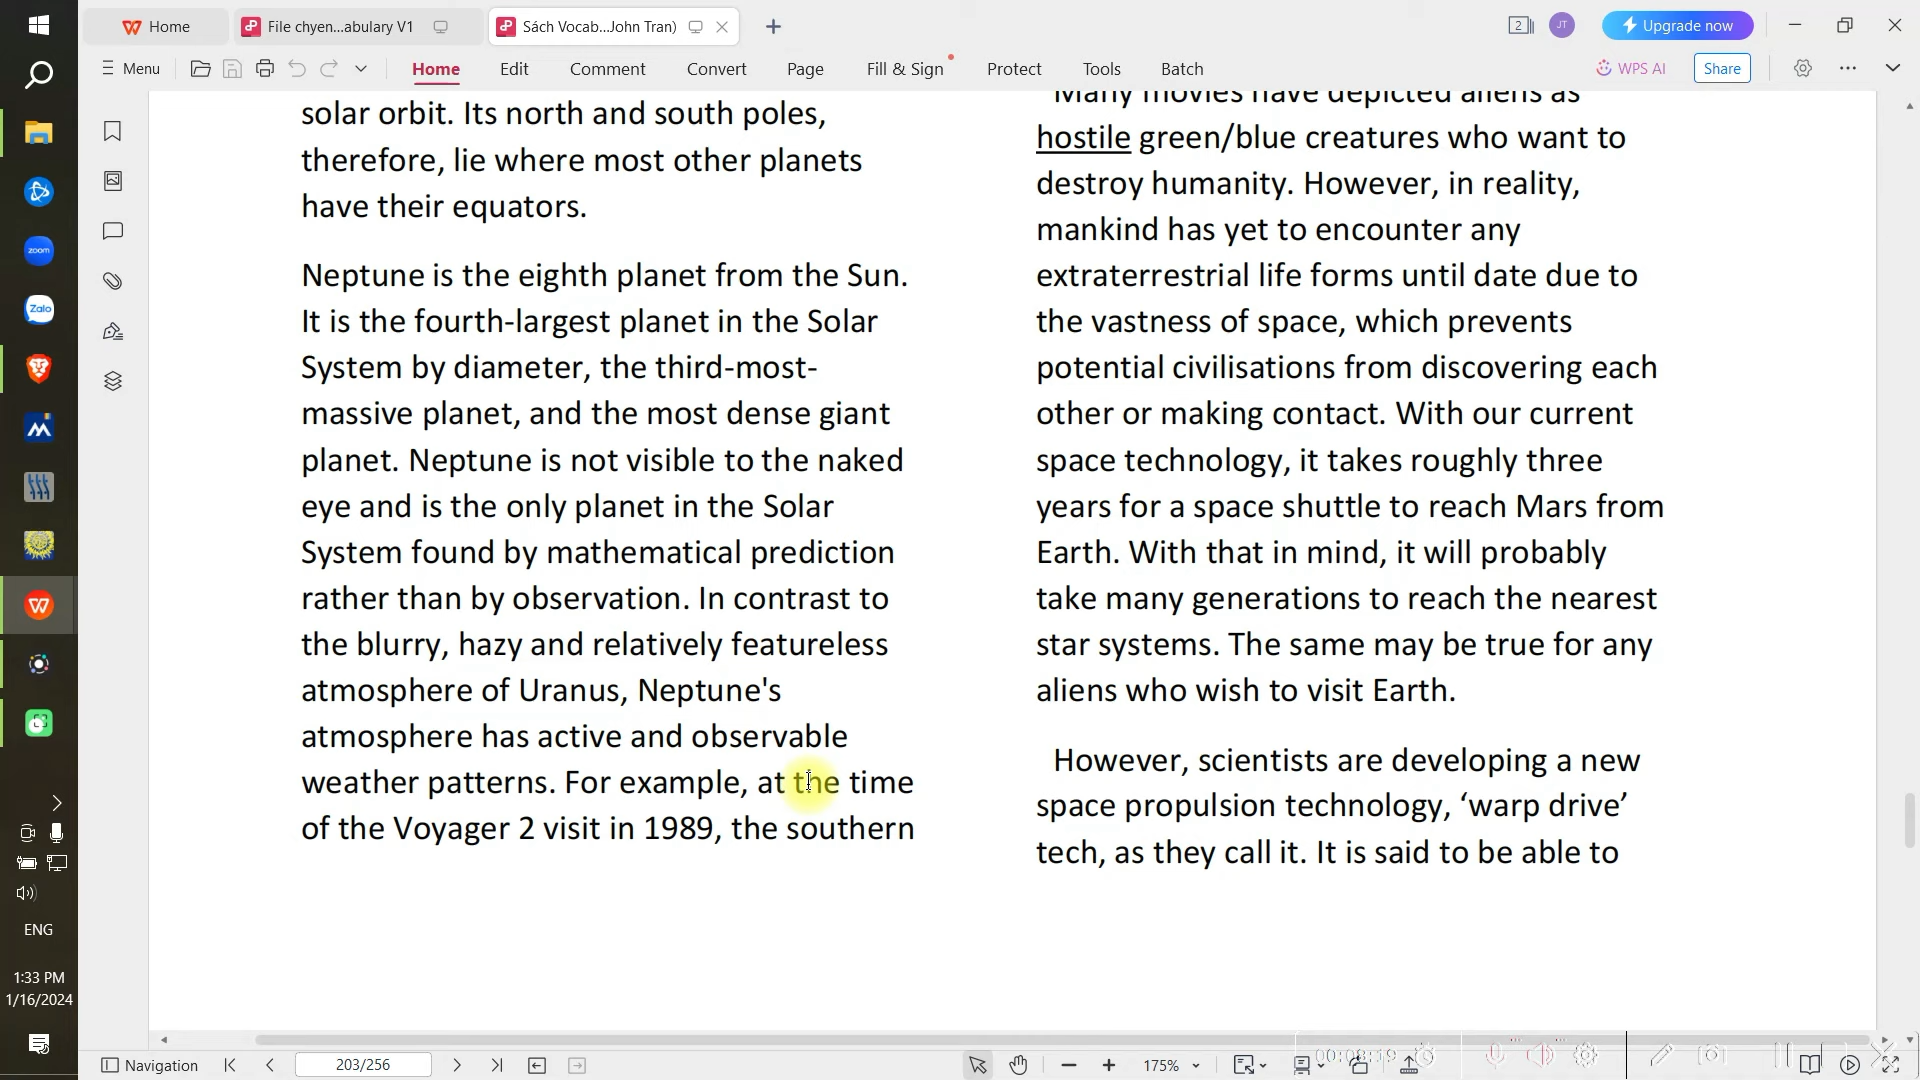 Home
File chyen...abulary V1
Sách Vocab...John Tran)
2
JT
Upgrade now
Menu
Home
Edit
Comment
Convert
Page
Fill & Sign
Protect
Tools
Batch
WPS AI
Share
solar orbit. Its north and south poles,
therefore, lie where most other planets
have their equators.
Neptune is the eighth planet from the Sun.
It is the fourth-largest planet in the Solar
System by diameter, the third-most-
massive planet, and the most dense giant
planet. Neptune is not visible to the naked
eye and is the only planet in the Solar
System found by mathematical prediction
rather than by observation. In contrast to
the blurry, hazy and relatively featureless
atmosphere of Uranus, Neptune's
atmosphere has active and observable
weather patterns. For example, at the time
of the Voyager 2 visit in 1989, the southern
Many movies have depicted aliens as
hostile green/blue creatures who want to
destroy humanity. However, in reality,
mankind has yet to encounter any
extraterrestrial life forms until date due to
the vastness of space, which prevents
potential civilisations from discovering each
other or making contact. With our current
space technology, it takes roughly three
years for a space shuttle to reach Mars from
Earth. With that in mind, it will probably
take many generations to reach the nearest
star systems. The same may be true for any
aliens who wish to visit Earth.
However, scientists are developing a new
space propulsion technology, ‘warp drive’
tech, as they call it. It is said to be able to
zoom
Zalo
ENG
1:33 PM
1/16/2024
Navigation
203/256
175%
00:08:19